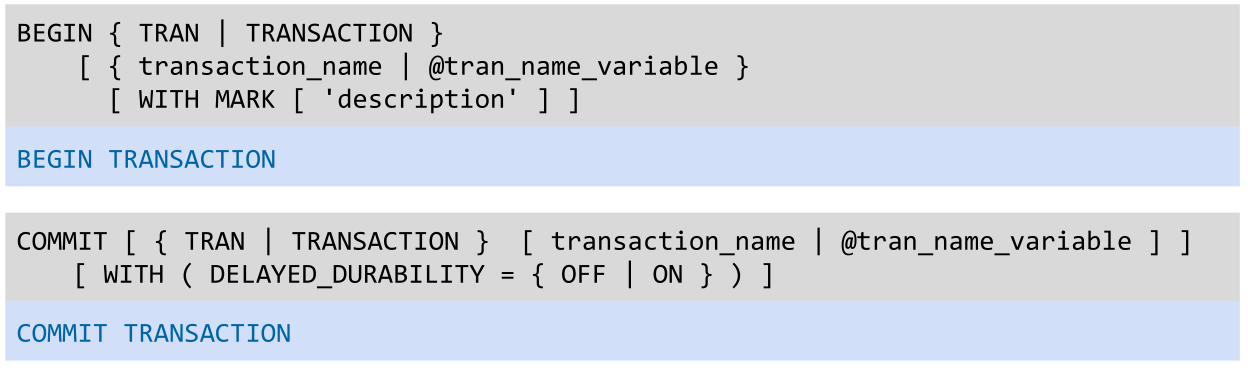 BEGIN { TRAN | TRANSACTION }
[ { transaction_name | @tran_name_variable }
[ WITH MARK [ 'description' ] ]
BEGIN TRANSACTION
COMMIT [ { TRAN | TRANSACTION }  [ transaction_name | @tran_name_variable ] ]
[ WITH ( DELAYED_DURABILITY = { OFF | ON } ) ]
COMMIT TRANSACTION